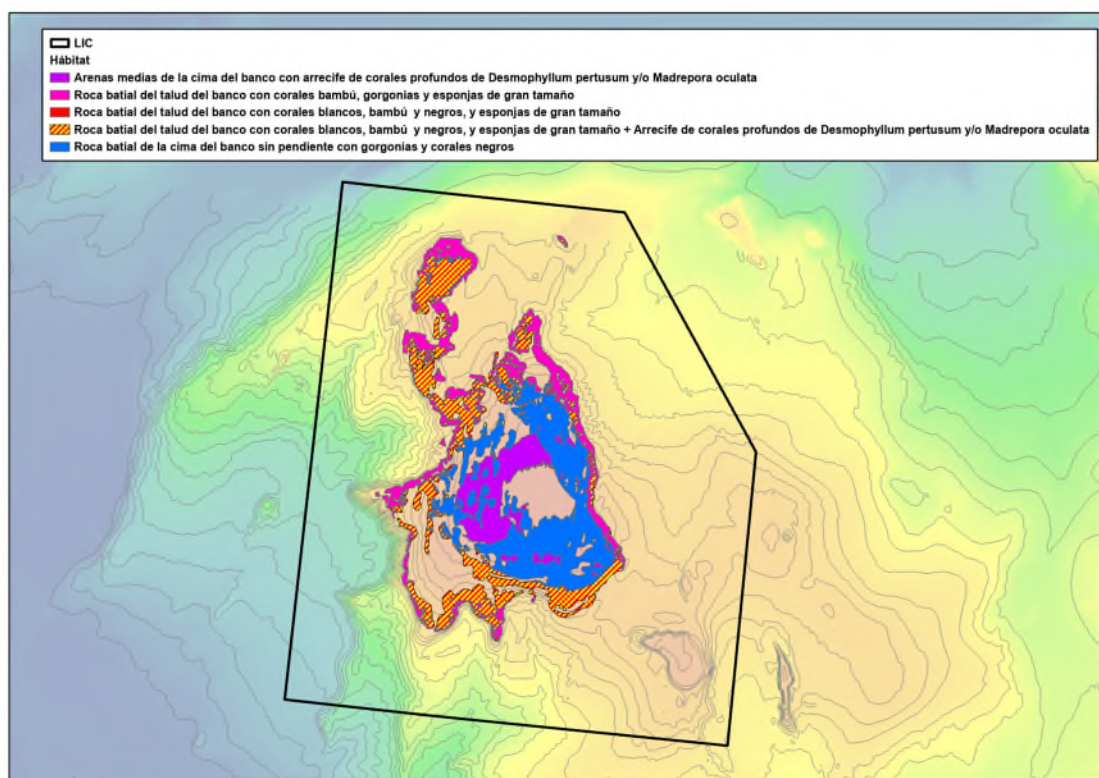 LIC
Hábitat
Arenas medias de la cima del banco con arrecife de corales profundos de Desmophyllum pertusum y/o Madrepora oculata
Roca batial del talud del banco con corales bambú, gorgonias y esponjas de gran tamaño
Roca batial del talud del banco con corales blancos, bambú y negros, y esponjas de gran tamaño
Roca batial del talud del banco con corales blancos, bambú y negros, y esponjas de gran tamaño + Arrecife de corales profundos de Desmophyllum pertusum y/o Madrepora oculata
Roca batial de la cima del banco sin pendiente con gorgonias y corales negros